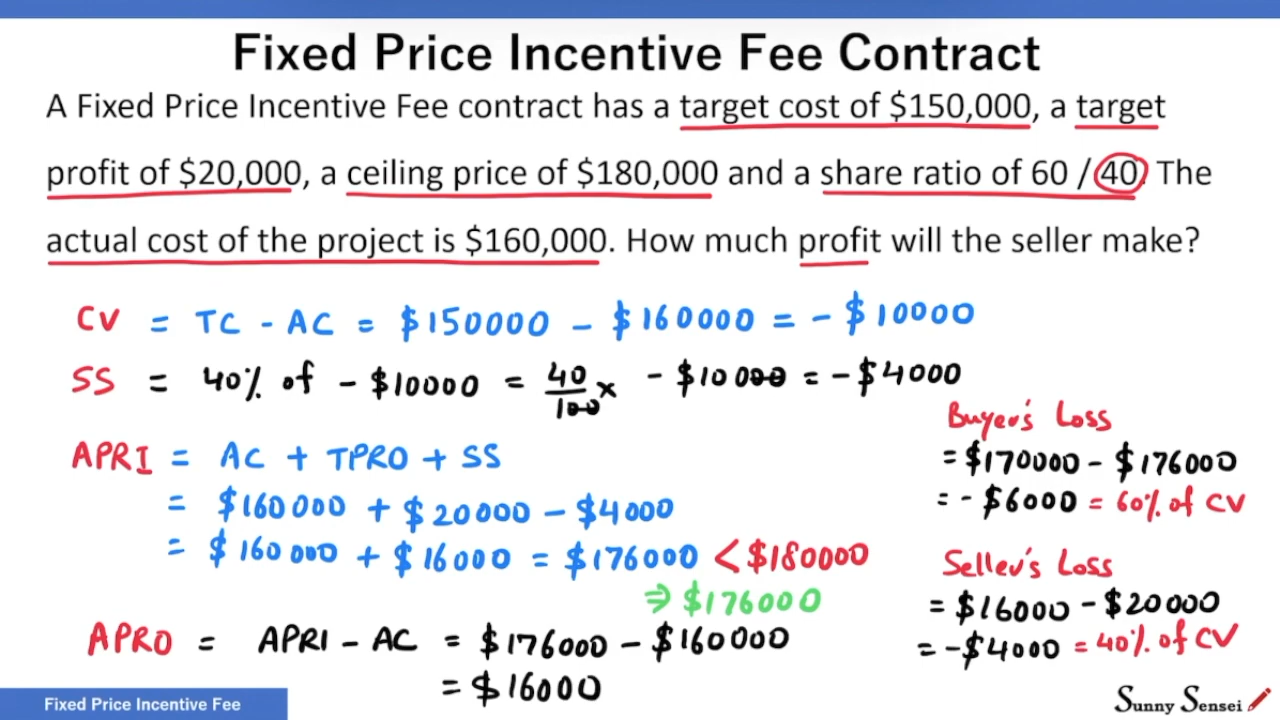 Fixed Price Incentive Fee Contract
A Fixed Price Incentive Fee contract has a target cost of $150,000, a target
profit of $20,000, a ceiling price of $180,000 and a share ratio of 60 / 40. The
actual cost of the project is $160,000. How much profit will the seller make?
CV = TC - AC = $150000 - $160000 = - $10000
SS = 40% of - $10000 = 40/100 x - $10000 = - $4000
APRI = AC + TPRO + SS
= $160000 + $20000 - $4000
= $160000 + $16000 = $176000 < $180000
⇒ $176000
APRO = APRI - AC = $176000 - $160000
= $16000
Buyer's Loss
= $170000 - $176000
= - $6000 = 60% of CV
Seller's Loss
= $16000 - $20000
= - $4000 = 40% of CV
Fixed Price Incentive Fee
Sunny Sensei